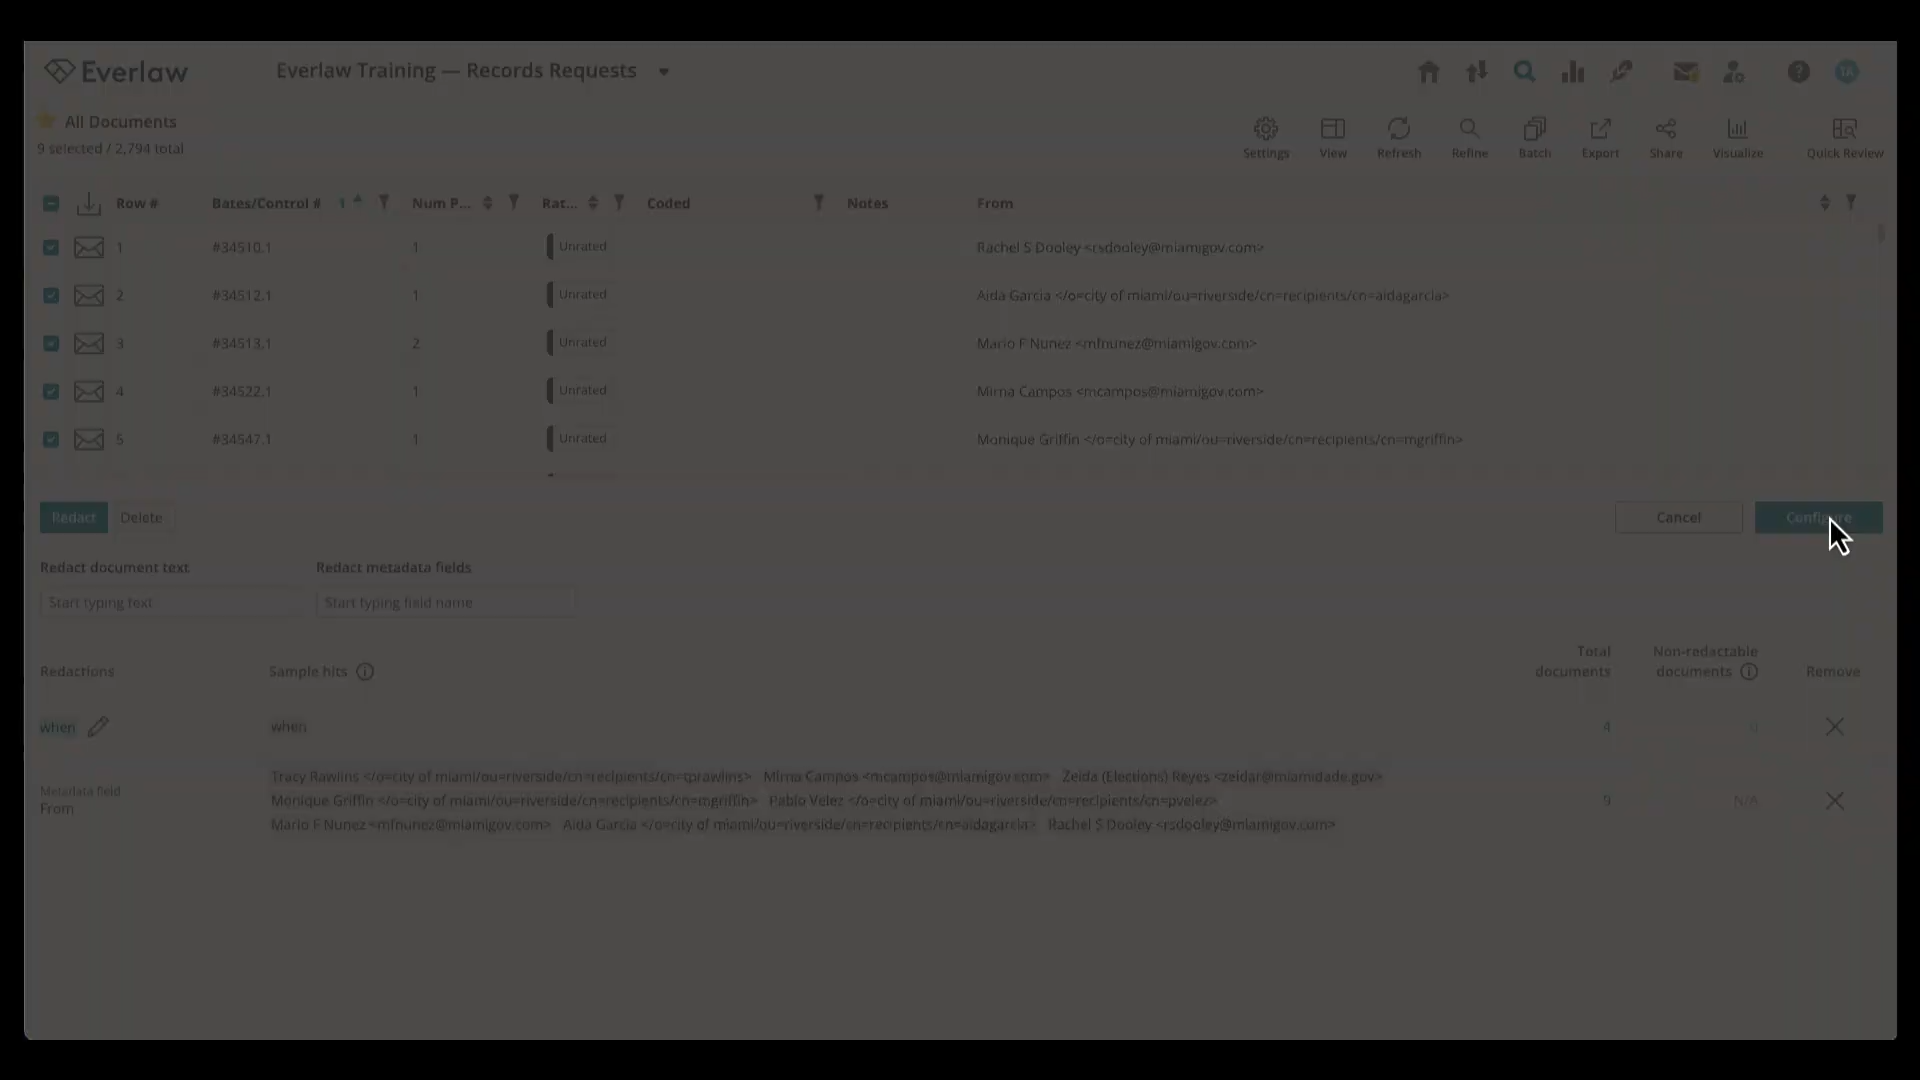 Everlaw
Everlaw Training — Records Requests
All Documents
9 selected / 2,794 total
Settings View Refresh Refine Batch Export Share Visualize Quick Review
Row # Bates/Control # 1 Num P... Rat... Coded Notes From
1 #34510.1 1 Unrated Rachel S Dooley <rsdooley@miamigov.com>
2 #34512.1 1 Unrated Aida Garcia </o=city of miami/ou=riverside/cn=recipients/cn=aidagarcia>
3 #34513.1 2 Unrated Mario F Nunez <mfnunez@miamigov.com>
4 #34522.1 1 Unrated Mirna Campos <mcampos@miamigov.com>
5 #34547.1 1 Unrated Monique Griffin </o=city of miami/ou=riverside/cn=recipients/cn=mgriffin>
Redact Delete Cancel Configure
Redact document text Redact metadata fields
Start typing text Start typing field name
Redactions Sample hits Total documents Non-redactable documents Remove
when when 4 0
Tracy Rawlins </o=city of miami/ou=riverside/cn=recipients/cn=tprawlins> Mirna Campos <mcampos@miamigov.com> Zeida (Elections) Reyes <zeidar@miamidade.gov>
Metadata field
From
Monique Griffin </o=city of miami/ou=riverside/cn=recipients/cn=mgriffin> Pablo Velez </o=city of miami/ou=riverside/cn=recipients/cn=pvelez> 9 N/A
Mario F Nunez <mfnunez@miamigov.com> Aida Garcia </o=city of miami/ou=riverside/cn=recipients/cn=aidagarcia> Rachel S Dooley <rsdooley@miamigov.com>